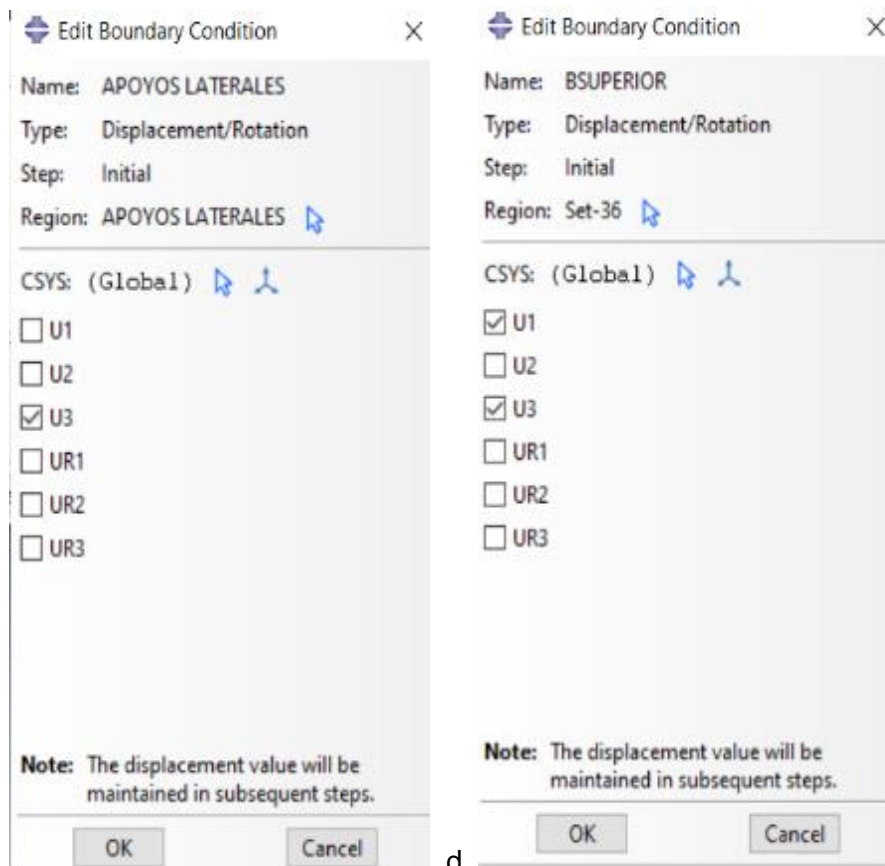 Edit Boundary Condition
Name: APOYOS LATERALES
Type: Displacement/Rotation
Step: Initial
Region: APOYOS LATERALES
CSYS: (Global)
U1
U2
U3
UR1
UR2
UR3
Note: The displacement value will be
maintained in subsequent steps.
OK Cancel
d
Edit Boundary Condition
Name: BSUPERIOR
Type: Displacement/Rotation
Step: Initial
Region: Set-36
CSYS: (Global)
U1
U2
U3
UR1
UR2
UR3
Note: The displacement value will be
maintained in subsequent steps.
OK Cancel